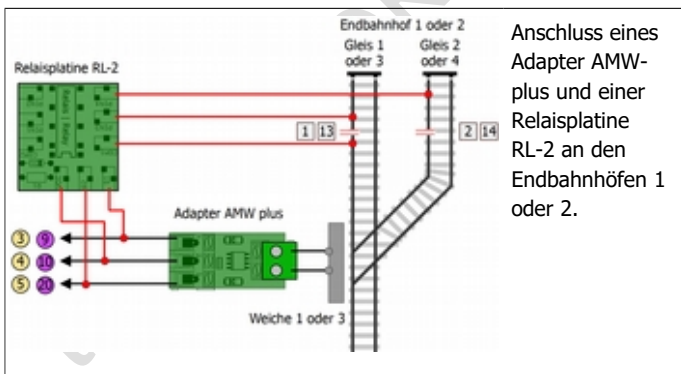 Endbahnhof 1 oder 2
Gleis 1
oder 3
Gleis 2
oder 4
Relaisplatine RL-2
Relais | Relay
1 13
2 14
Adapter AMW plus
3 9
4 10
5 20
Weiche 1 oder 3
Anschluss eines
Adapter AMW-
plus und einer
Relaisplatine
RL-2 an den
Endbahnhöfen 1
oder 2.